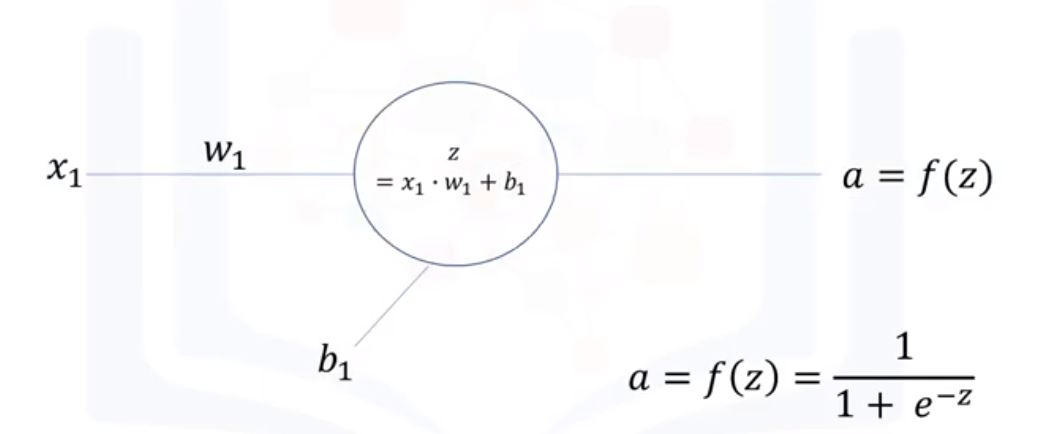 w₁
x₁
z
= x₁ · w₁ + b₁
a = f(z)
b₁
a = f(z) = 1 / (1 + e⁻ᶻ)